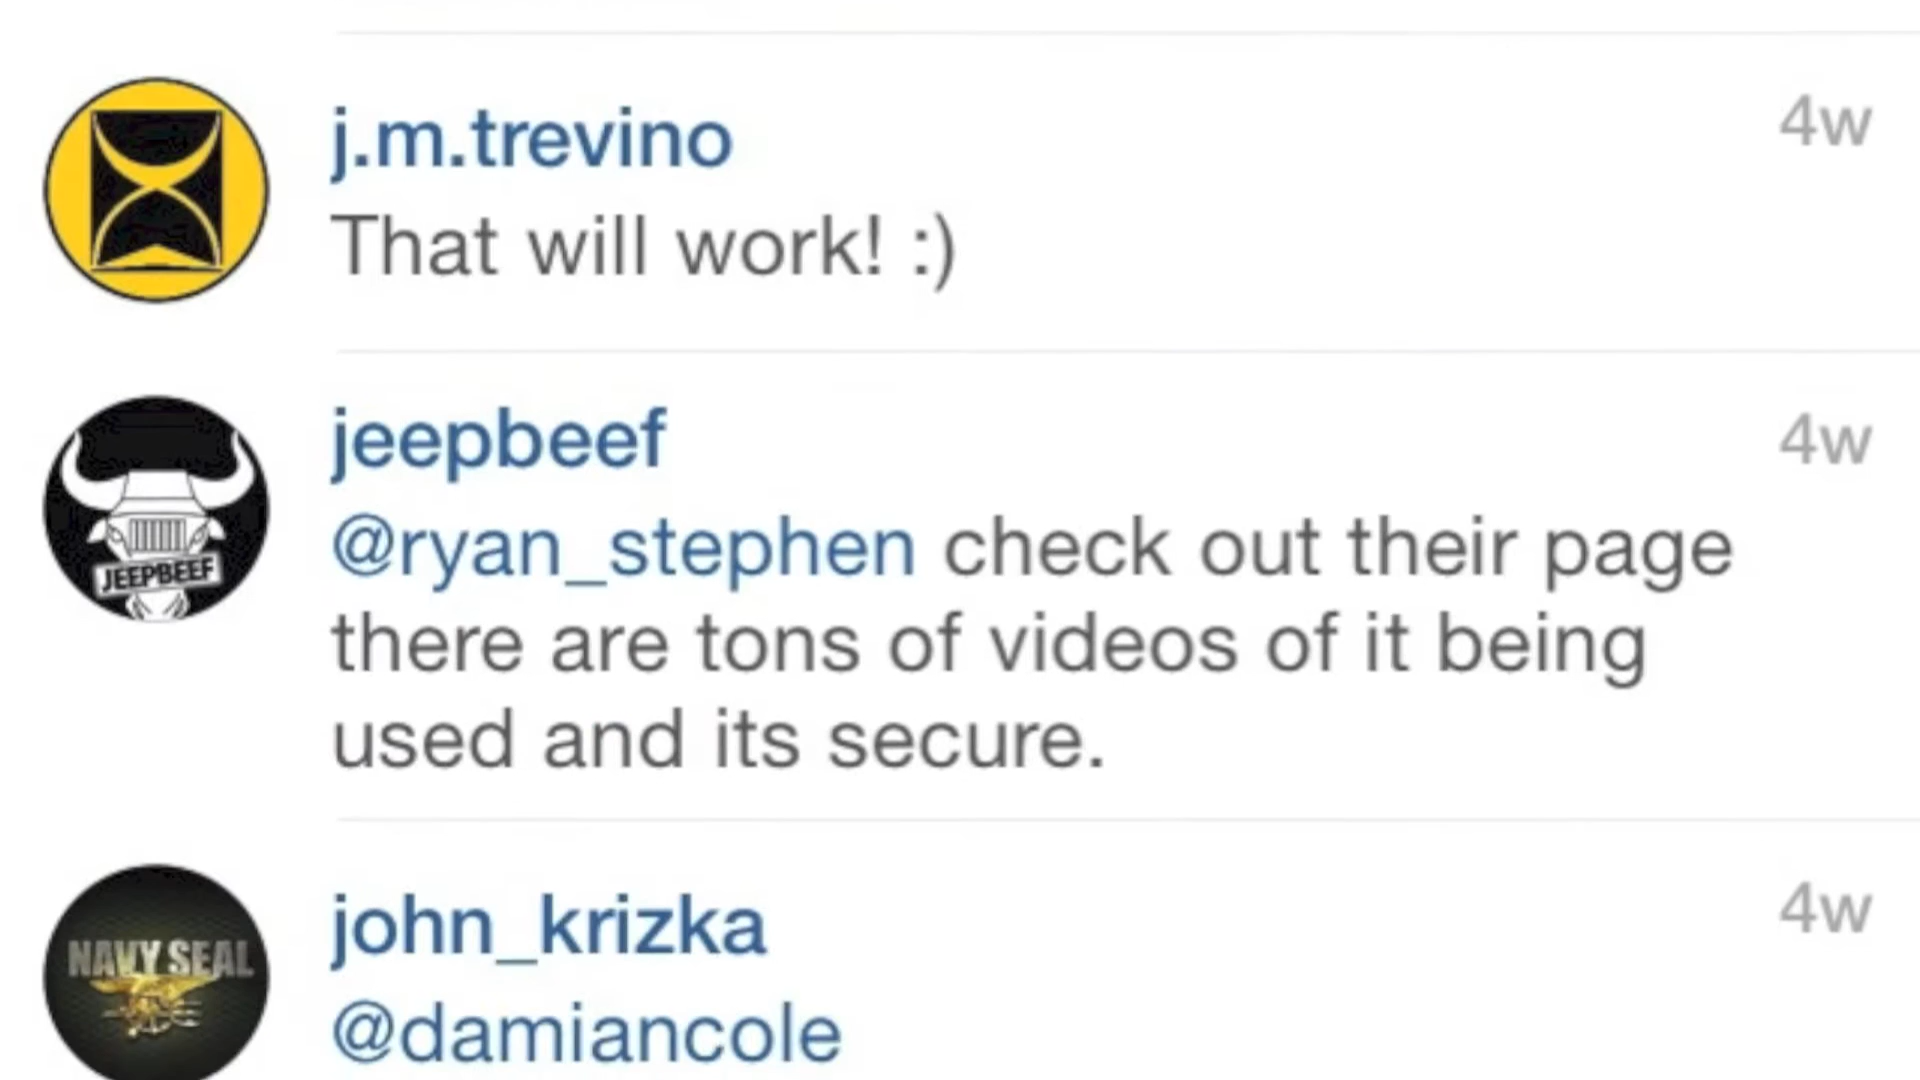 j.m.trevino
4w
That will work! :)
jeepbeef
4w
@ryan_stephen check out their page
there are tons of videos of it being
used and its secure.
JEEPBEEF
john_krizka
4w
NAVY SEAL
@damiancole